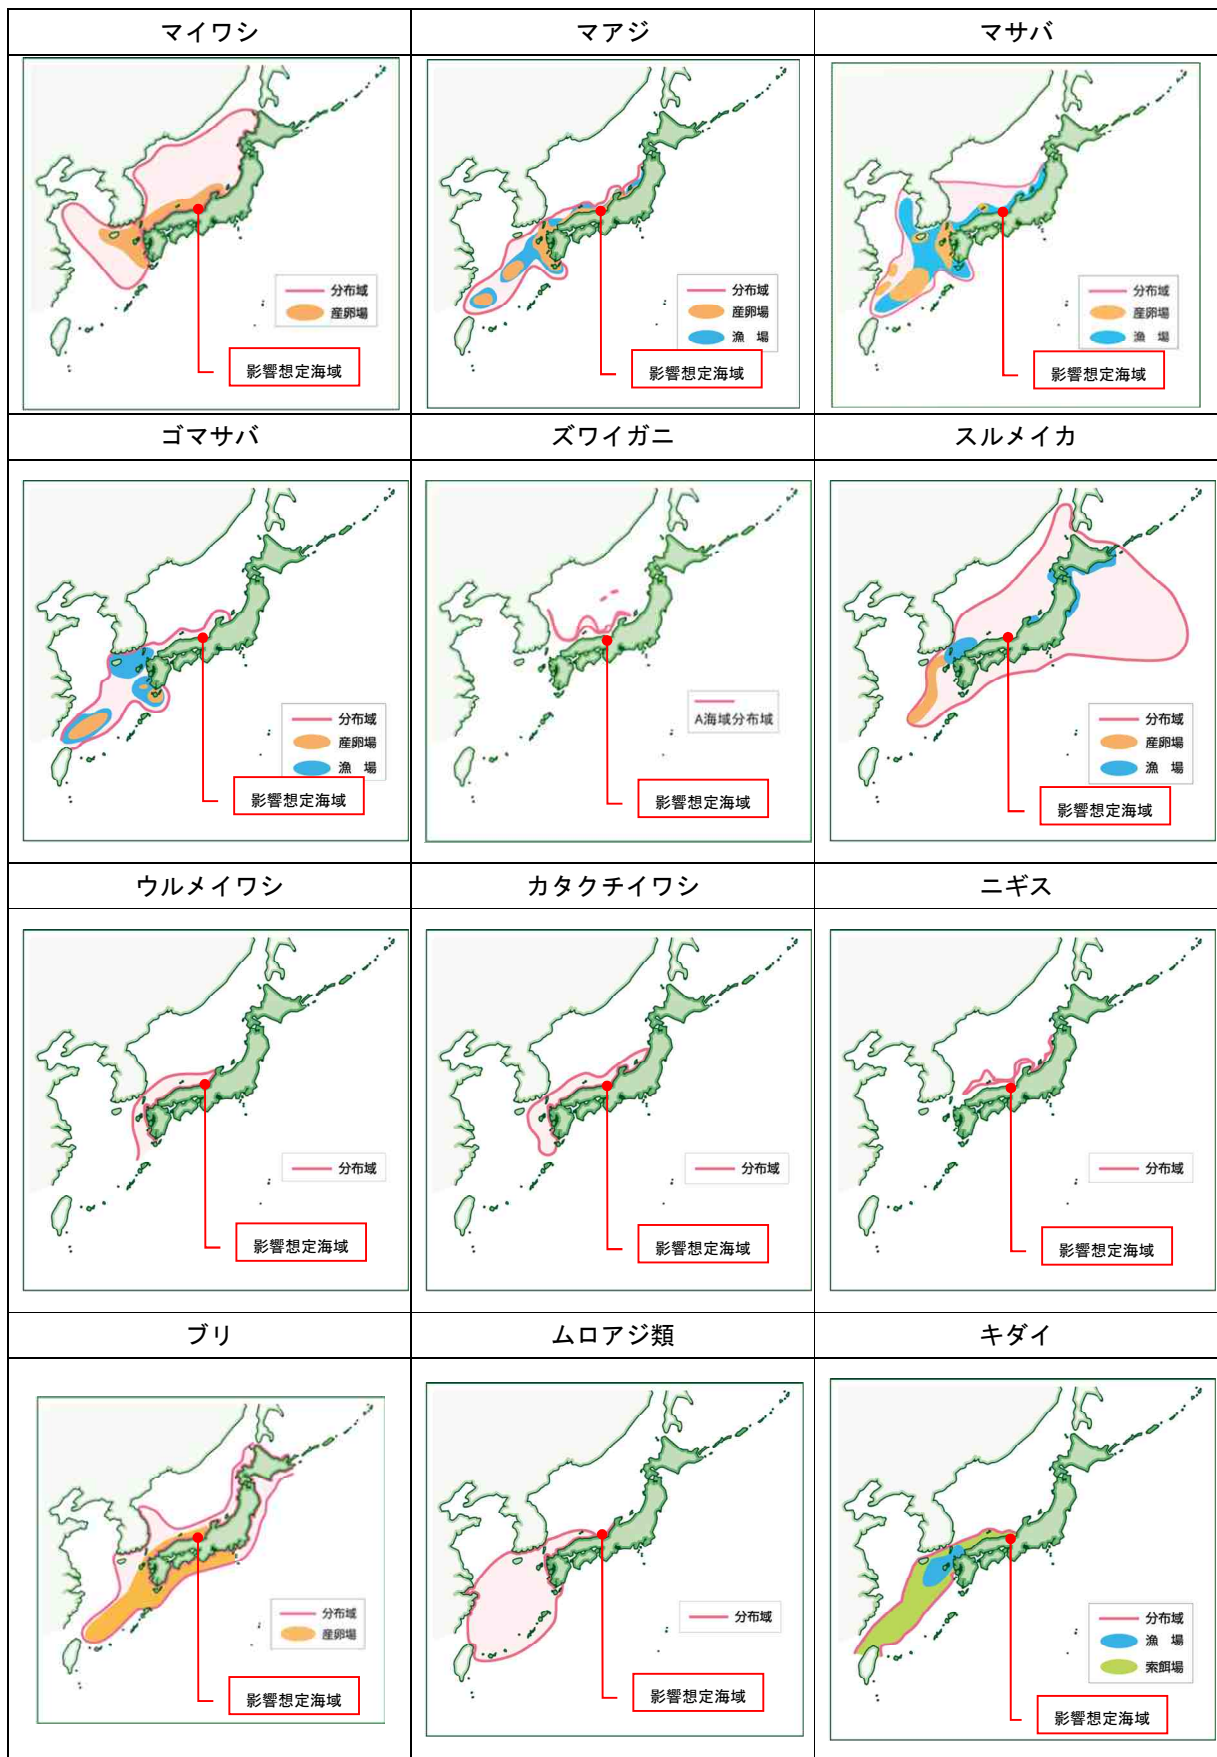 マイワシ
マアジ
マサバ
分布域
産卵場
影響想定海域
分布域
産卵場
漁　場
影響想定海域
分布域
産卵場
漁　場
影響想定海域
ゴマサバ
ズワイガニ
スルメイカ
分布域
産卵場
漁　場
影響想定海域
A海域分布域
影響想定海域
分布域
産卵場
漁　場
影響想定海域
ウルメイワシ
カタクチイワシ
ニギス
分布域
影響想定海域
分布域
影響想定海域
分布域
影響想定海域
ブリ
ムロアジ類
キダイ
分布域
産卵場
影響想定海域
分布域
影響想定海域
分布域
漁　場
索餌場
影響想定海域